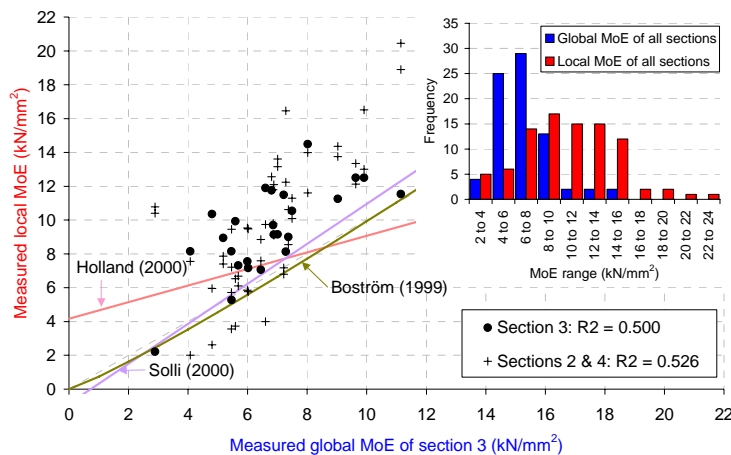 22
20
18
16
14
12
10
8
6
4
2
0
Measured local MoE (kN/mm²)
0 2 4 6 8 10 12 14 16 18 20 22
Measured global MoE of section 3 (kN/mm²)
Holland (2000)
Solli (2000)
Boström (1999)
35
30
25
20
15
10
5
0
Frequency
Global MoE of all sections
Local MoE of all sections
2 to 4
4 to 6
6 to 8
8 to 10
10 to 12
12 to 14
14 to 16
16 to 18
18 to 20
20 to 22
22 to 24
MoE range (kN/mm²)
Section 3: R2 = 0.500
Sections 2 & 4: R2 = 0.526